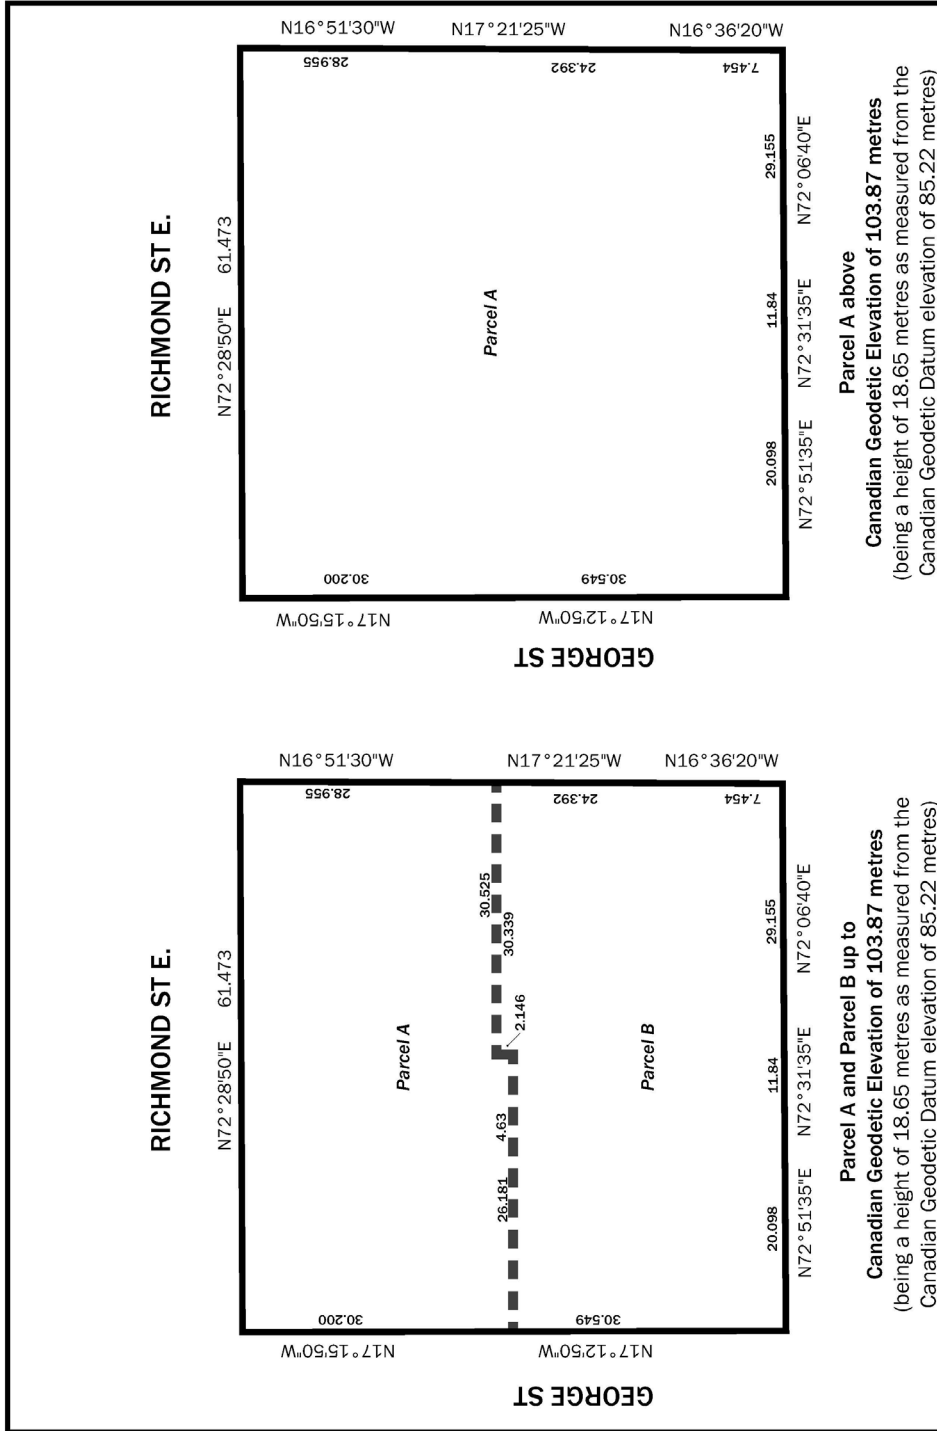 RICHMOND ST E.
N72°28'50"E 61.473
N16°51'30"W
28.955
N17°21'25"W
24.392
N16°36'20"W
7.454
Parcel A
30.200
N17°15'50"W
30.549
N17°12'50"W
GEORGE ST
20.098
N72°51'35"E
11.84
N72°31'35"E
29.155
N72°06'40"E
Parcel A above
Canadian Geodetic Elevation of 103.87 metres
(being a height of 18.65 metres as measured from the
Canadian Geodetic Datum elevation of 85.22 metres)
RICHMOND ST E.
N72°28'50"E 61.473
N16°51'30"W
28.955
N17°21'25"W
24.392
N16°36'20"W
7.454
Parcel A
30.525
30.339
2.146
4.63
26.181
Parcel B
30.200
N17°15'50"W
30.549
N17°12'50"W
GEORGE ST
20.098
N72°51'35"E
11.84
N72°31'35"E
29.155
N72°06'40"E
Parcel A and Parcel B up to
Canadian Geodetic Elevation of 103.87 metres
(being a height of 18.65 metres as measured from the
Canadian Geodetic Datum elevation of 85.22 metres)